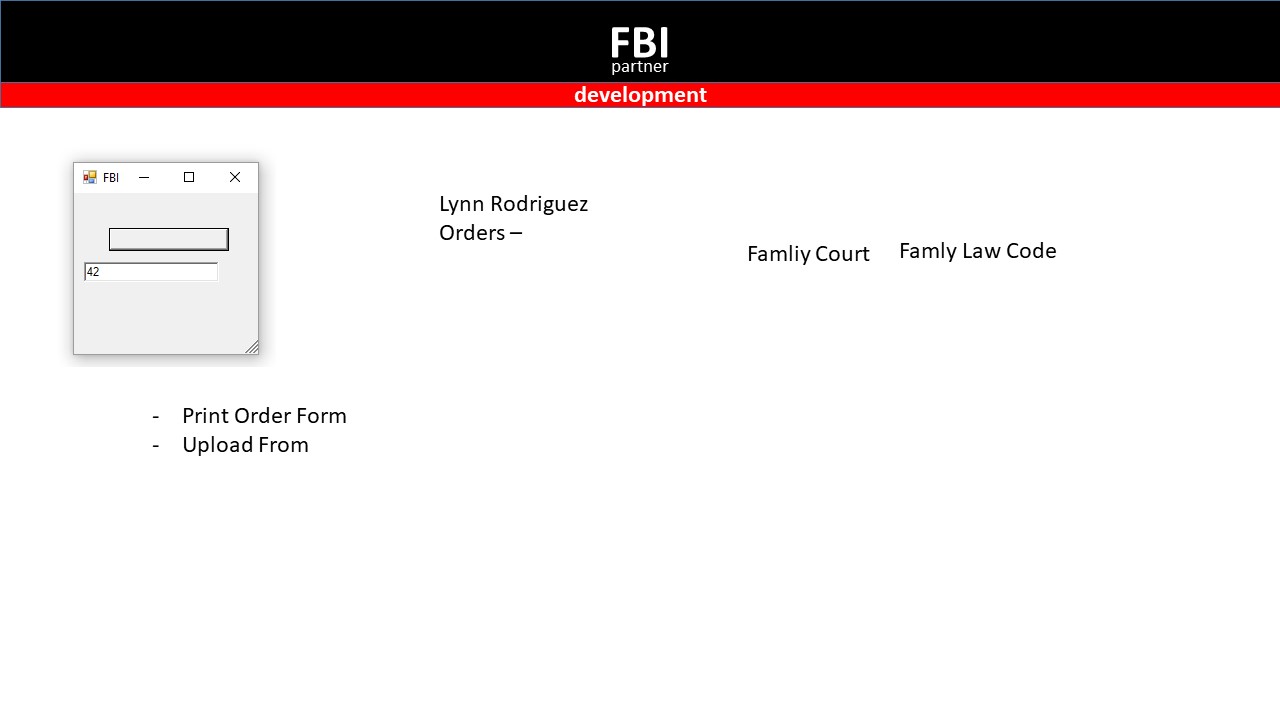 FBI
partner
development
FBI
42
Lynn Rodriguez
Orders –
Famliy Court
Famly Law Code
- Print Order Form
- Upload From